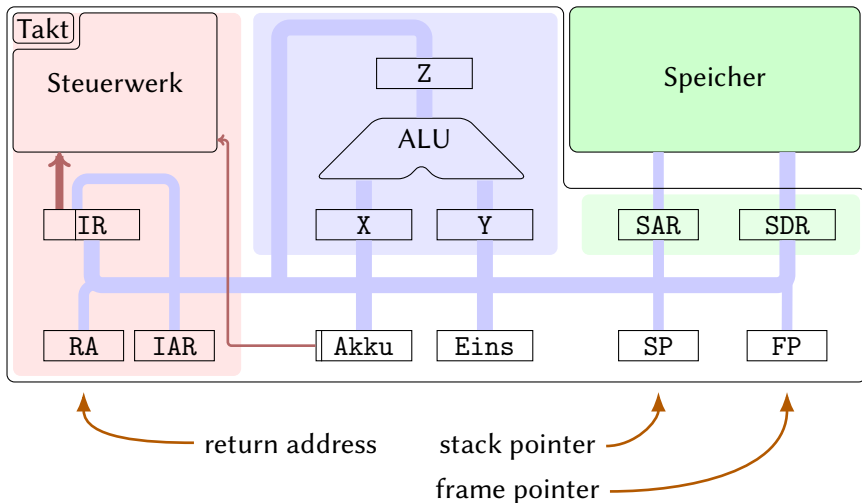 Takt
Steuerwerk
Speicher
Z
ALU
IR
X
Y
SAR
SDR
RA
IAR
Akku
Eins
SP
FP
return address
stack pointer
frame pointer